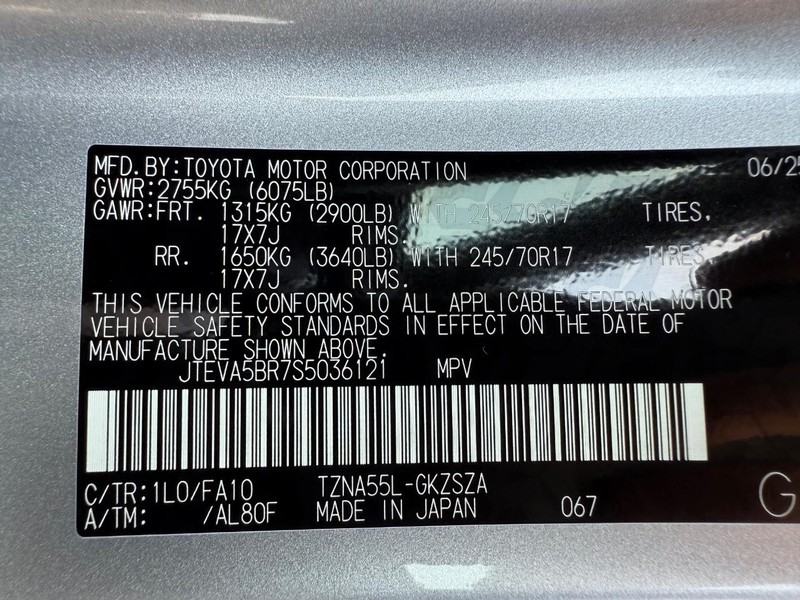 MFD.BY:TOYOTA MOTOR CORPORATION 06/25
GVWR:2755KG (6075LB)
GAWR:FRT. 1315KG (2900LB) WITH 245/70R17 TIRES,
17X7J RIMS.
RR. 1650KG (3640LB) WITH 245/70R17 TIRES,
17X7J RIMS.
THIS VEHICLE CONFORMS TO ALL APPLICABLE FEDERAL MOTOR
VEHICLE SAFETY STANDARDS IN EFFECT ON THE DATE OF
MANUFACTURE SHOWN ABOVE.
JTEVA5BR7S5036121 MPV
C/TR:1L0/FA10 TZNA55L-GKZSZA
A/TM: /AL80F MADE IN JAPAN 067
G